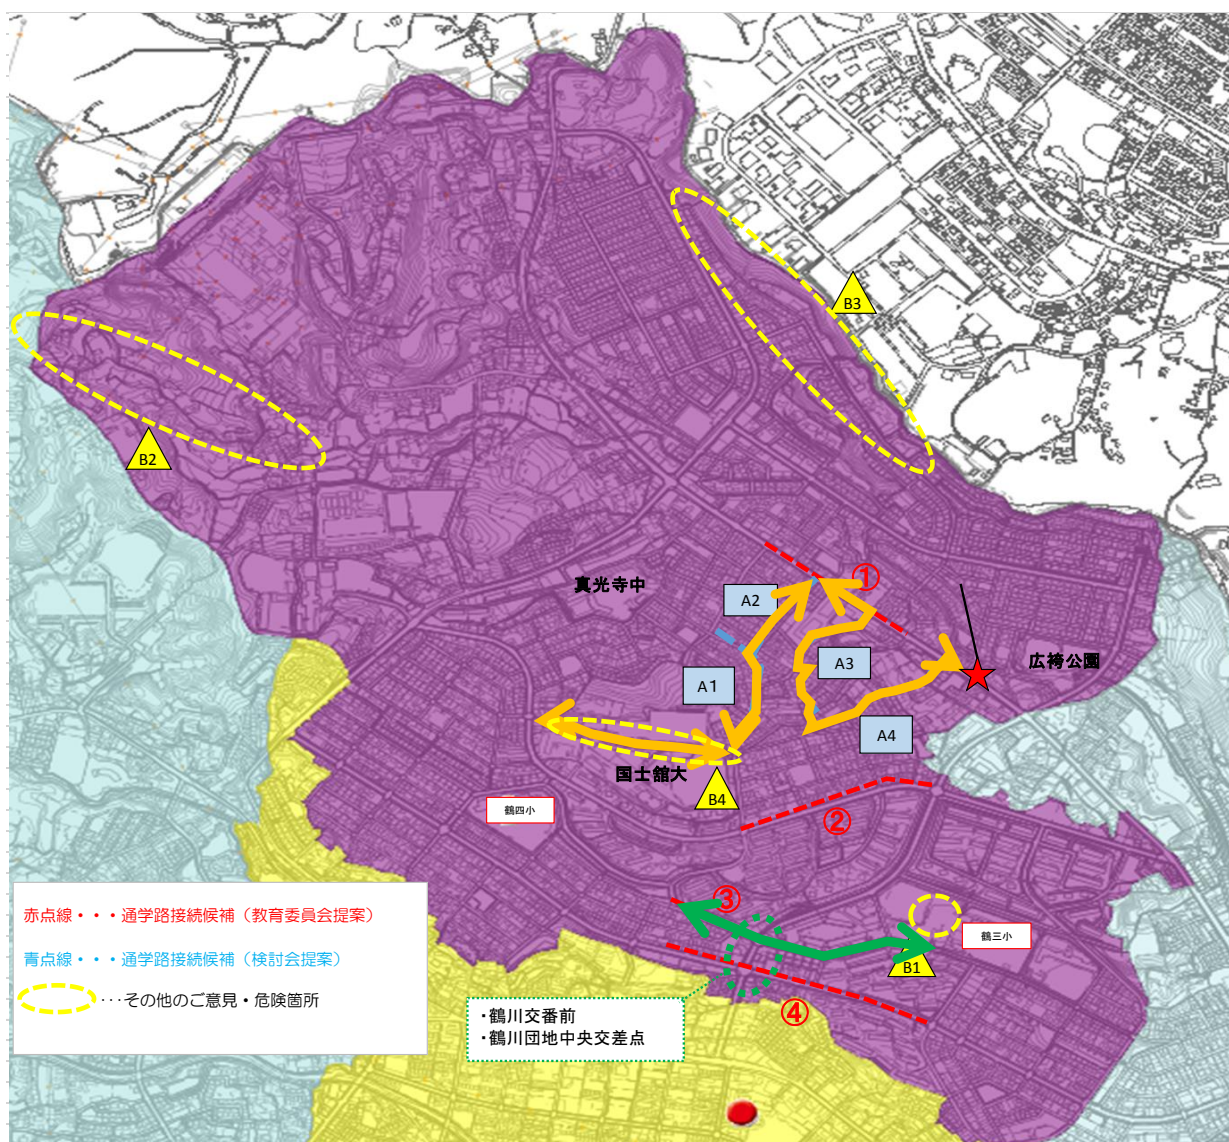 B3
B2
①
真光寺中
A2
広袴公園
A3
A1
A4
国士舘大
B4
鶴四小
②
③
赤点線・・・通学路接続候補（教育委員会提案）
鶴三小
青点線・・・通学路接続候補（検討会提案）
B1
・・・その他のご意見・危険箇所
④
・鶴川交番前
・鶴川団地中央交差点